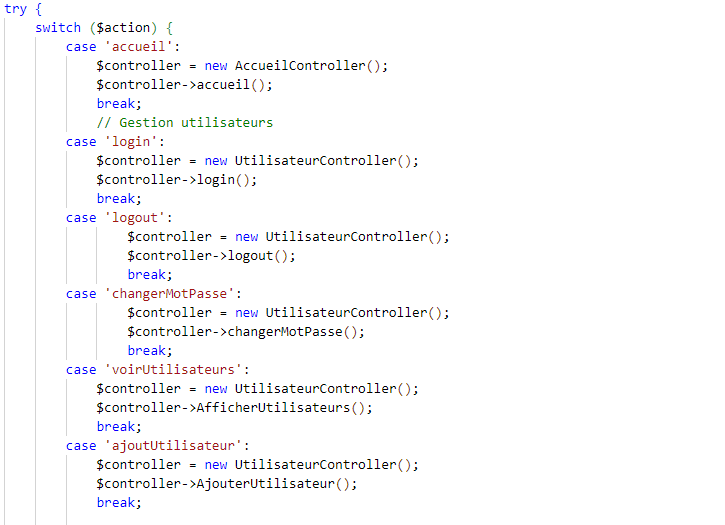 try {
    switch ($action) {
        case 'accueil':
            $controller = new AccueilController();
            $controller->accueil();
            break;
            // Gestion utilisateurs
        case 'login':
            $controller = new UtilisateurController();
            $controller->login();
            break;
        case 'logout':
                $controller = new UtilisateurController();
                $controller->logout();
                break;
        case 'changerMotPasse':
                $controller = new UtilisateurController();
                $controller->changerMotPasse();
                break;
        case 'voirUtilisateurs':
            $controller = new UtilisateurController();
            $controller->AfficherUtilisateurs();
            break;
        case 'ajoutUtilisateur':
            $controller = new UtilisateurController();
            $controller->AjouterUtilisateur();
            break;